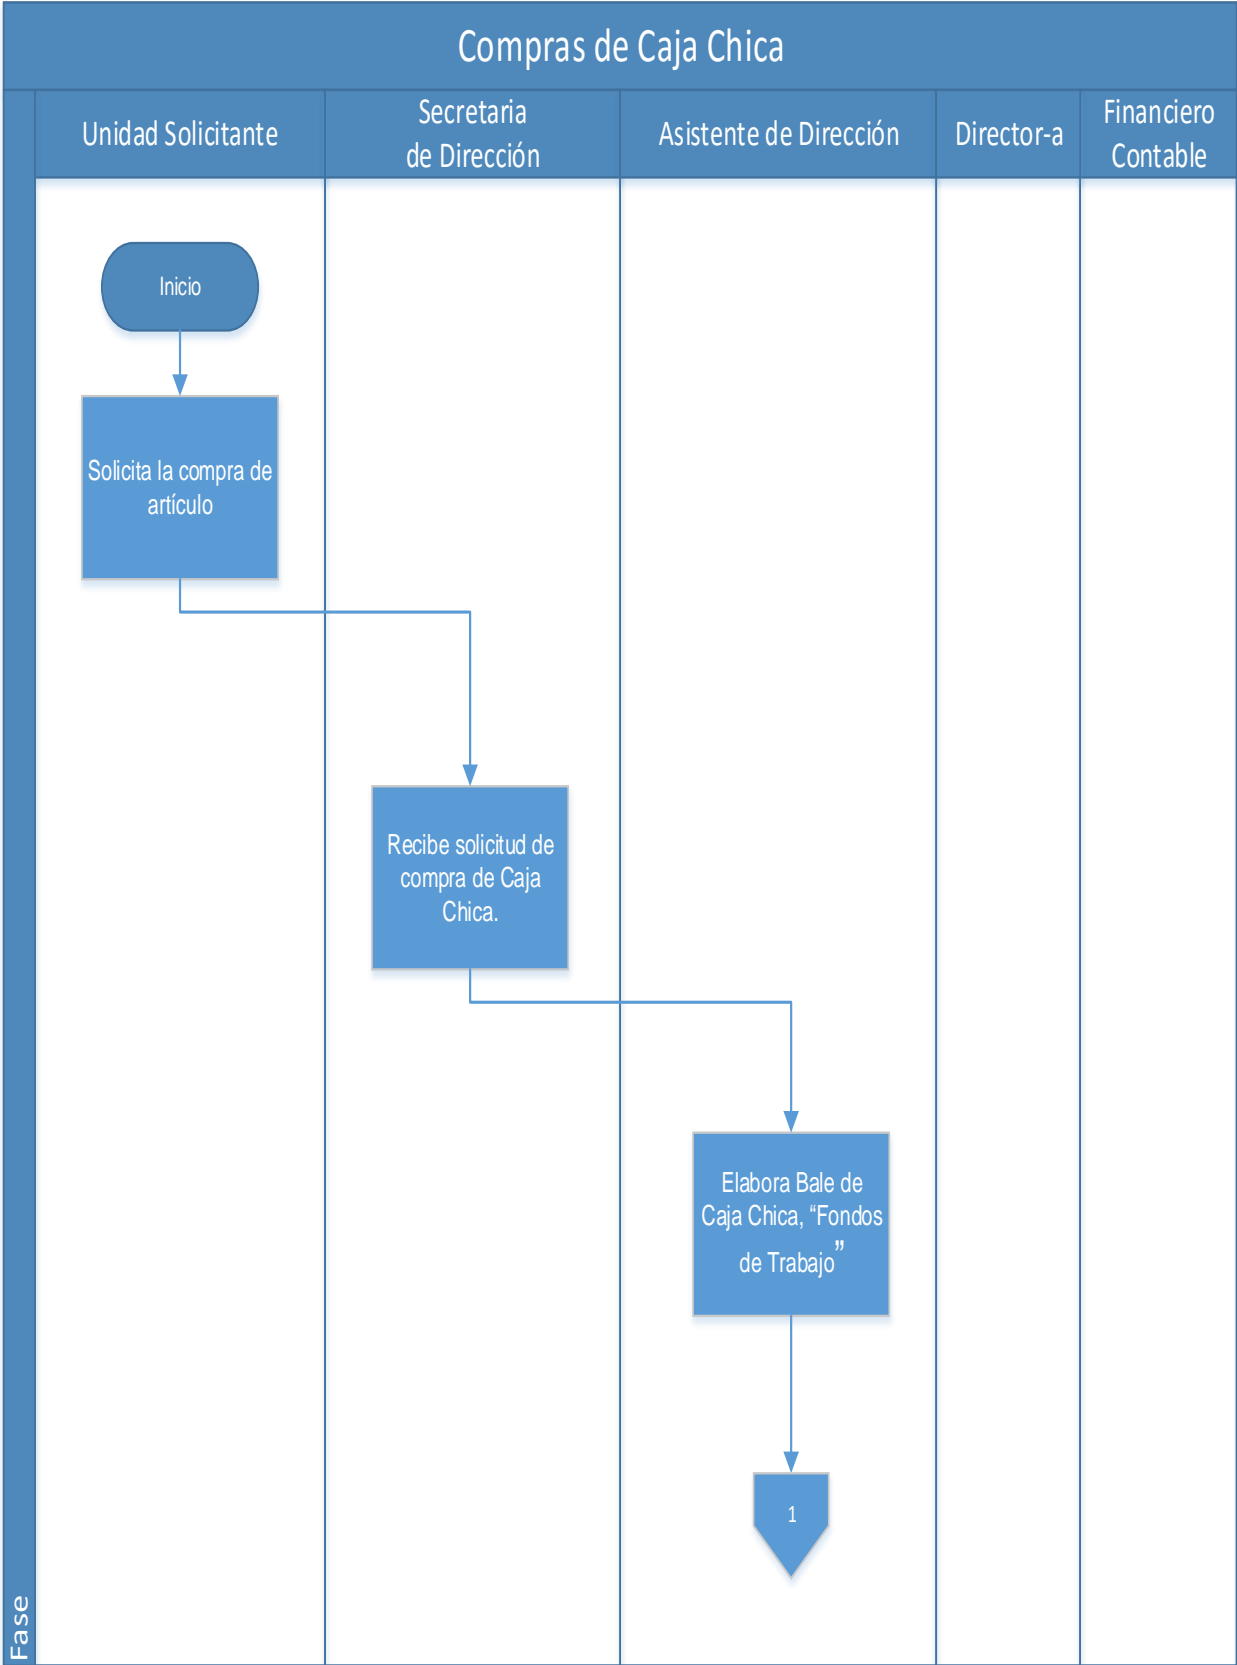 Compras de Caja Chica
Unidad Solicitante
Secretaria
de Dirección
Asistente de Dirección
Director-a
Financiero
Contable
Inicio
Solicita la compra de
artículo
Recibe solicitud de
compra de Caja
Chica.
Elabora Bale de
Caja Chica, “Fondos
de Trabajo”
1
Fase